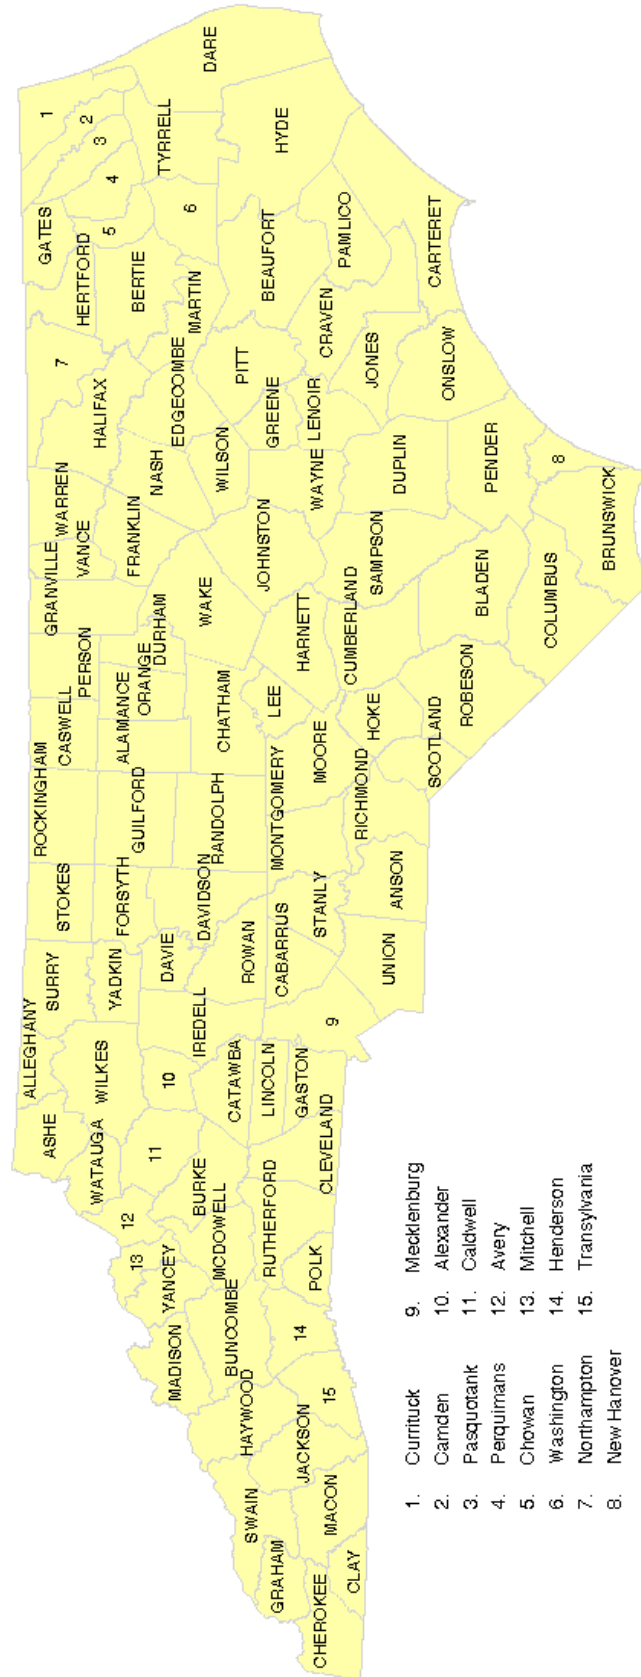 ALLEGHANY
ASHE
SURRY
STOKES
ROCKINGHAM
CASWELL
PERSON
GRANVILLE
VANCE
WARREN
7
HERTFORD
GATES
1
2
3
4
5
WATAUGA
WILKES
YADKIN
FORSYTH
GUILFORD
ALAMANCE
ORANGE
DURHAM
FRANKLIN
HALIFAX
BERTIE
12
13
11
10
DAVIE
NASH
EDGECOMBE
MARTIN
6
TYRRELL
DARE
MADISON
YANCEY
BURKE
MCDOWELL
IREDELL
DAVIDSON
RANDOLPH
CHATHAM
WAKE
WILSON
PITT
BEAUFORT
HYDE
SWAIN
HAYWOOD
BUNCOMBE
CATAWBA
ROWAN
JOHNSTON
GREENE
GRAHAM
RUTHERFORD
LINCOLN
CABARRUS
MONTGOMERY
LEE
HARNETT
WAYNE
LENOIR
CRAVEN
PAMLICO
CHEROKEE
CLAY
MACON
JACKSON
15
14
POLK
CLEVELAND
GASTON
9
STANLY
MOORE
CUMBERLAND
SAMPSON
DUPLIN
JONES
CARTERET
UNION
ANSON
RICHMOND
HOKE
SCOTLAND
ROBESON
BLADEN
PENDER
ONSLOW
COLUMBUS
BRUNSWICK
8
1. Currituck
2. Camden
3. Pasquotank
4. Perquimans
5. Chowan
6. Washington
7. Northampton
8. New Hanover
9. Mecklenburg
10. Alexander
11. Caldwell
12. Avery
13. Mitchell
14. Henderson
15. Transylvania